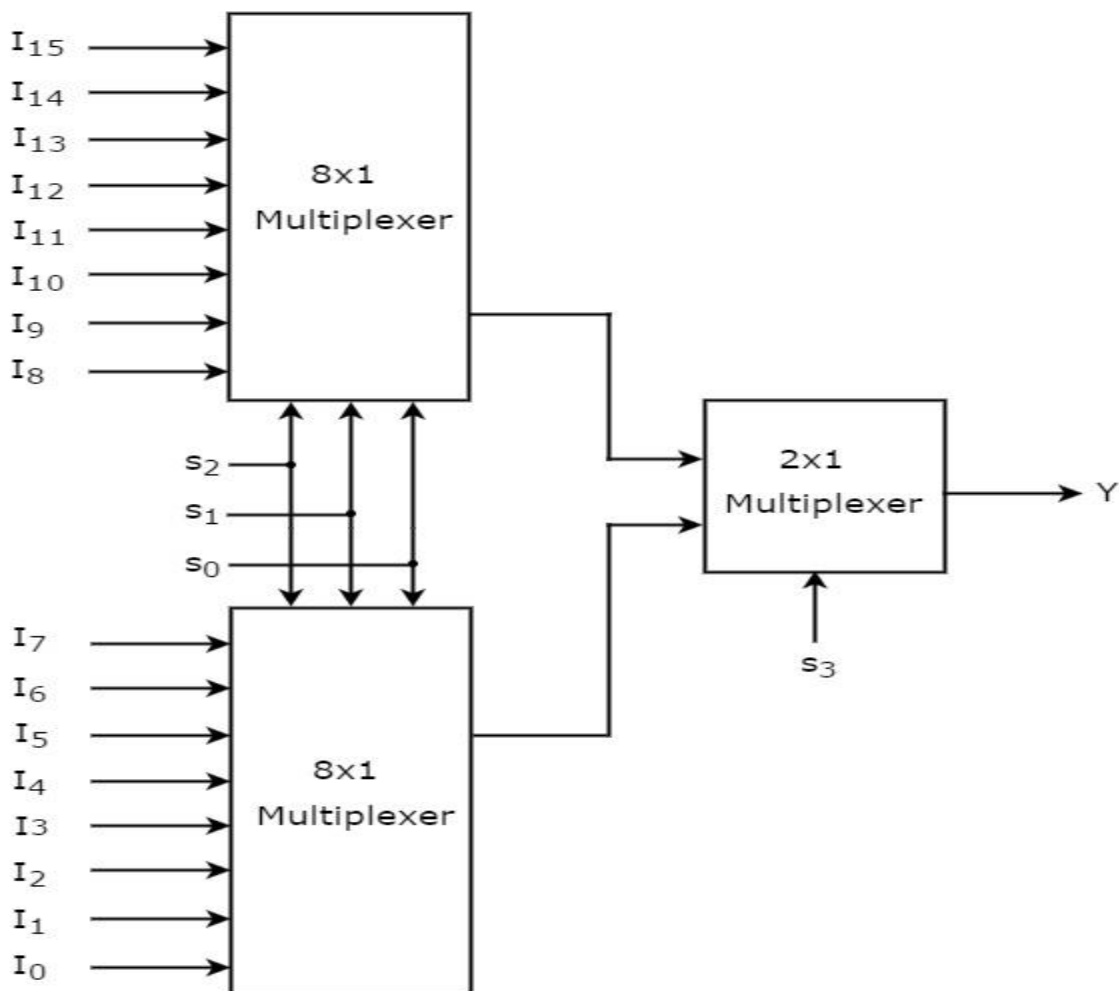 I15
I14
I13
I12
I11
I10
I9
I8
8x1
Multiplexer
s2
s1
s0
2x1
Multiplexer
Y
s3
I7
I6
I5
I4
I3
I2
I1
I0
8x1
Multiplexer